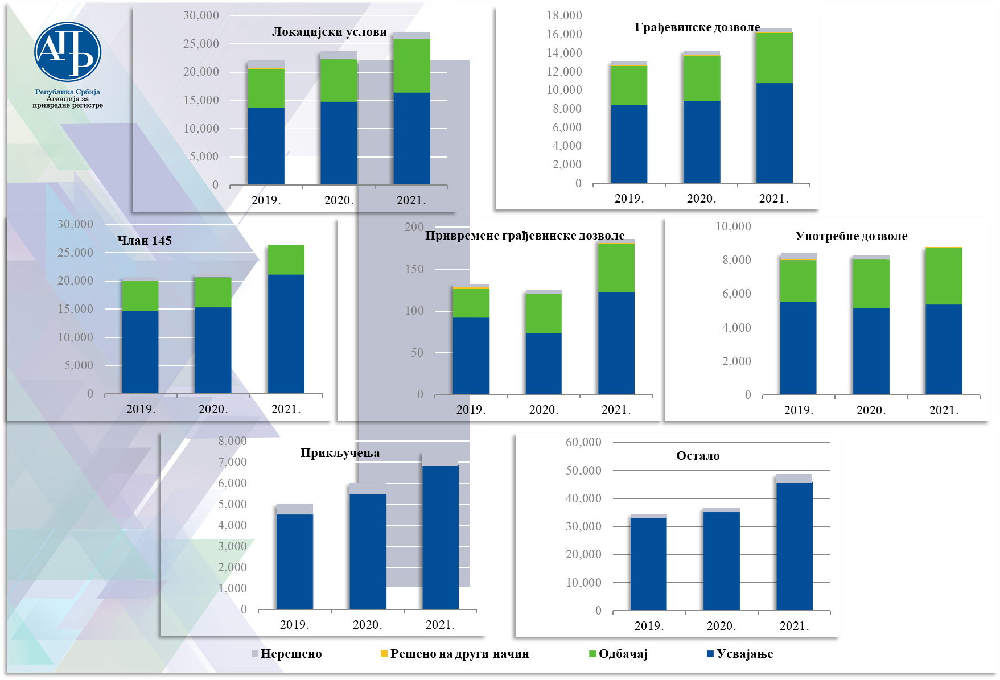 АПР
Република Србија
Агенција за
привредне регистре
Локацијски услови
30,000
25,000
20,000
15,000
10,000
5,000
0
2019. 2020. 2021.
Грађевинске дозволе
18,000
16,000
14,000
12,000
10,000
8,000
6,000
4,000
2,000
0
2019. 2020. 2021.
Члан 145
30,000
25,000
20,000
15,000
10,000
5,000
0
2019. 2020. 2021.
Привремене грађевинске дозволе
200
150
100
50
0
2019. 2020. 2021.
Употребне дозволе
10,000
8,000
6,000
4,000
2,000
0
2019. 2020. 2021.
Прикључења
8,000
7,000
6,000
5,000
4,000
3,000
2,000
1,000
0
2019. 2020. 2021.
Остало
60,000
50,000
40,000
30,000
20,000
10,000
0
2019. 2020. 2021.
Нерешено Решено на други начин Одбачај Усвајање